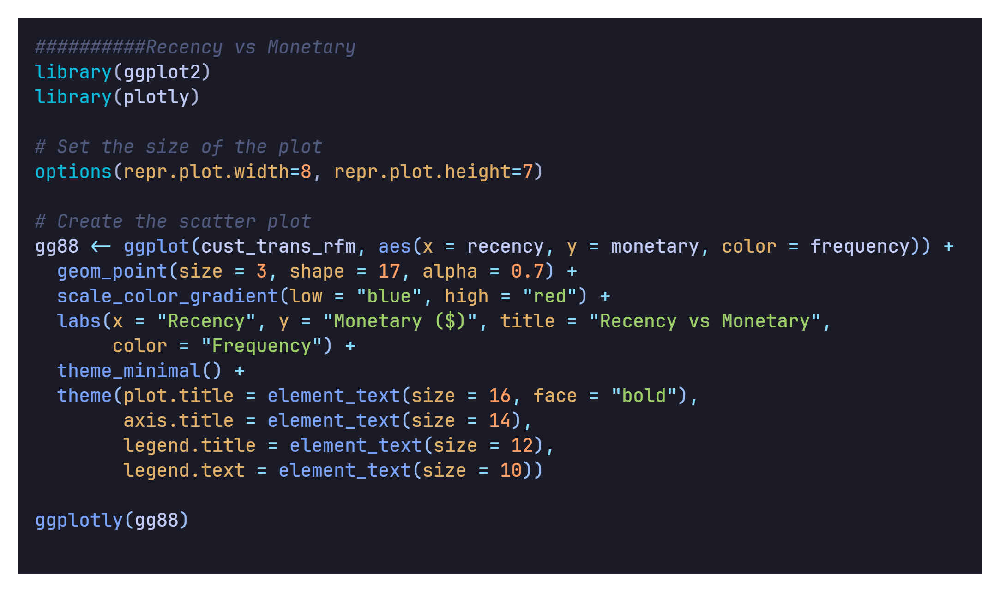 ##########Recency vs Monetary
library(ggplot2)
library(plotly)
# Set the size of the plot
options(repr.plot.width=8, repr.plot.height=7)
# Create the scatter plot
gg88 <- ggplot(cust_trans_rfm, aes(x = recency, y = monetary, color = frequency)) +
  geom_point(size = 3, shape = 17, alpha = 0.7) +
  scale_color_gradient(low = "blue", high = "red") +
  labs(x = "Recency", y = "Monetary ($)", title = "Recency vs Monetary",
       color = "Frequency") +
  theme_minimal() +
  theme(plot.title = element_text(size = 16, face = "bold"),
        axis.title = element_text(size = 14),
        legend.title = element_text(size = 12),
        legend.text = element_text(size = 10))
ggplotly(gg88)